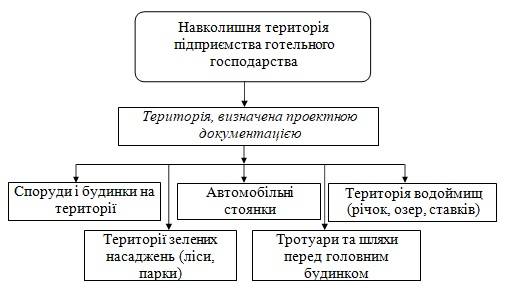 Навколишня територія
підприємства готельного
господарства
Територія, визначена проектною
документацією
Споруди і будинки на
території
Автомобільні
стоянки
Територія водоймищ
(річок, озер, ставків)
Території зелених
насаджень (ліси,
парки)
Тротуари та шляхи
перед головним
будинком